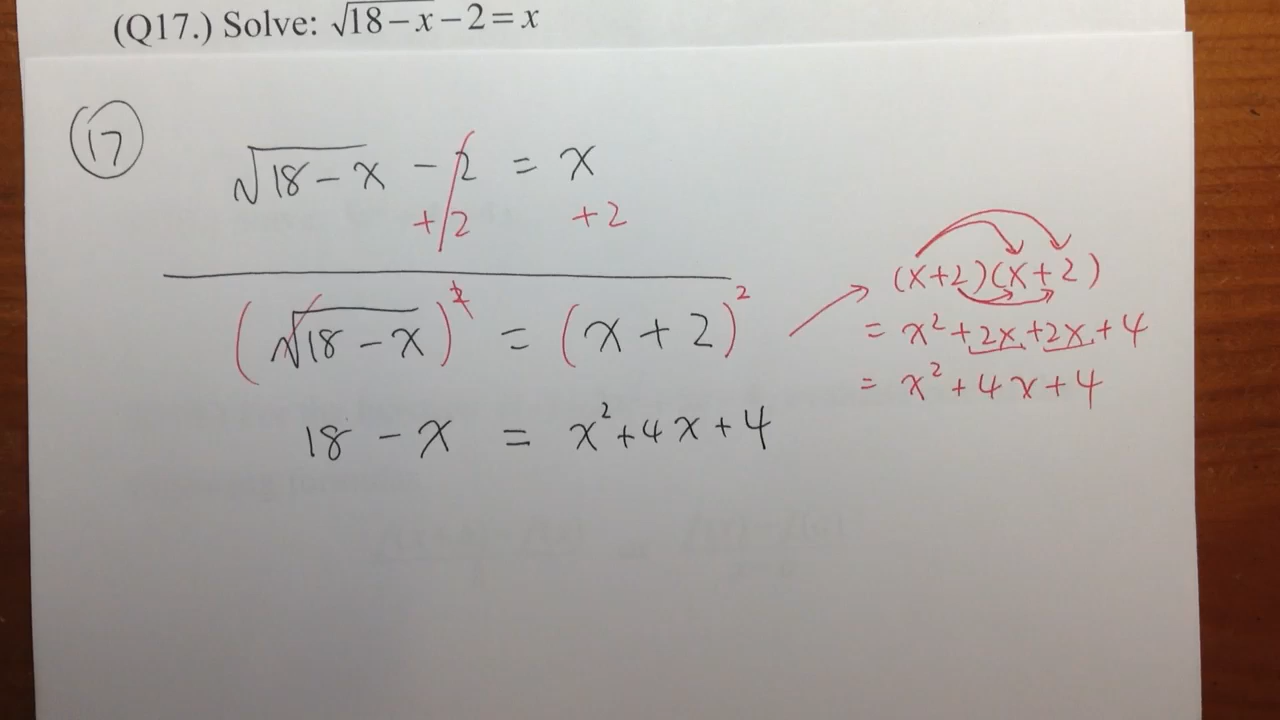 (Q17.) Solve: √18−x − 2 = x
17
√18 − x − 2 = x
+ 2 + 2
(√18 − x)² = (x + 2)²
18 − x = x² + 4x + 4
(x+2)(x+2)
= x² + 2x + 2x + 4
= x² + 4x + 4